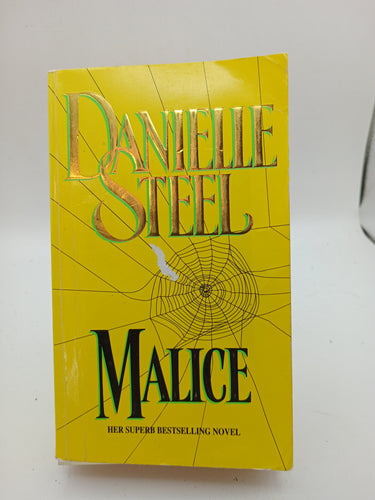 DANIELLE
STEEL
MALICE
HER SUPERB BESTSELLING NOVEL